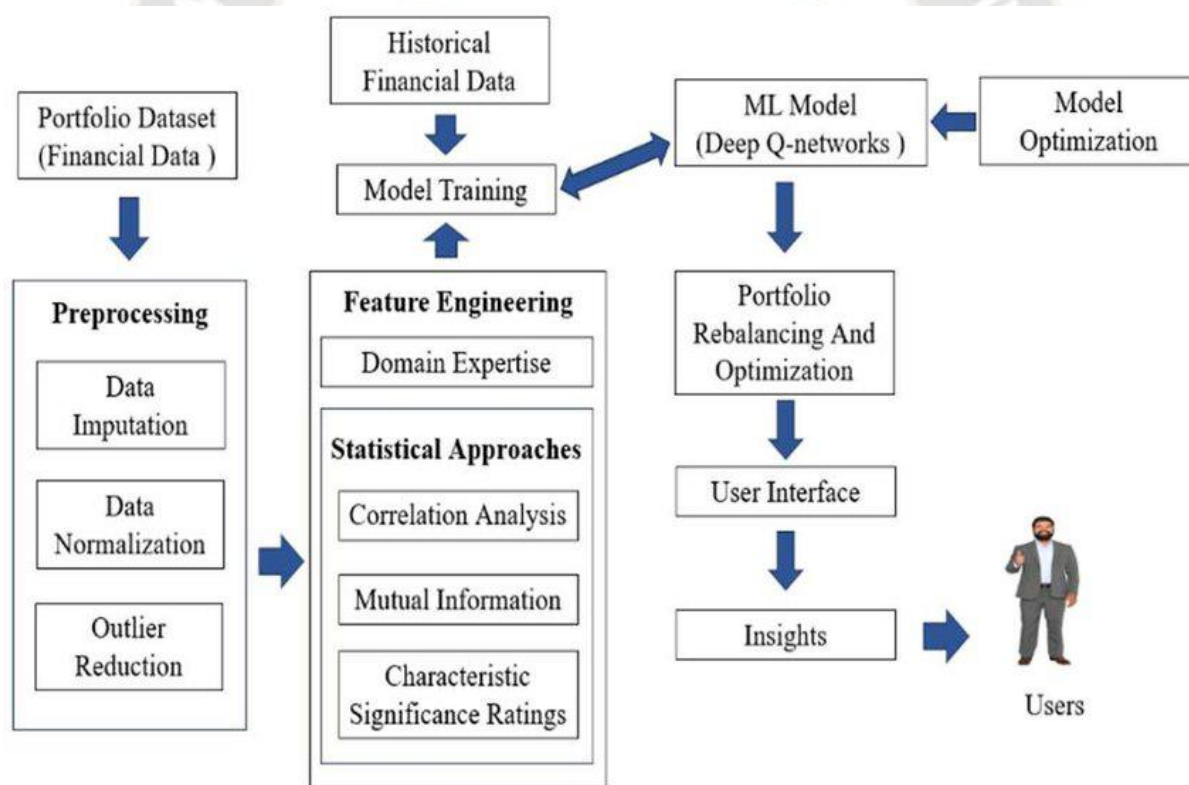 Portfolio Dataset
(Financial Data )
Preprocessing
Data
Imputation
Data
Normalization
Outlier
Reduction
Historical
Financial Data
Model Training
Feature Engineering
Domain Expertise
Statistical Approaches
Correlation Analysis
Mutual Information
Characteristic
Significance Ratings
ML Model
(Deep Q-networks )
Model
Optimization
Portfolio
Rebalancing And
Optimization
User Interface
Insights
Users